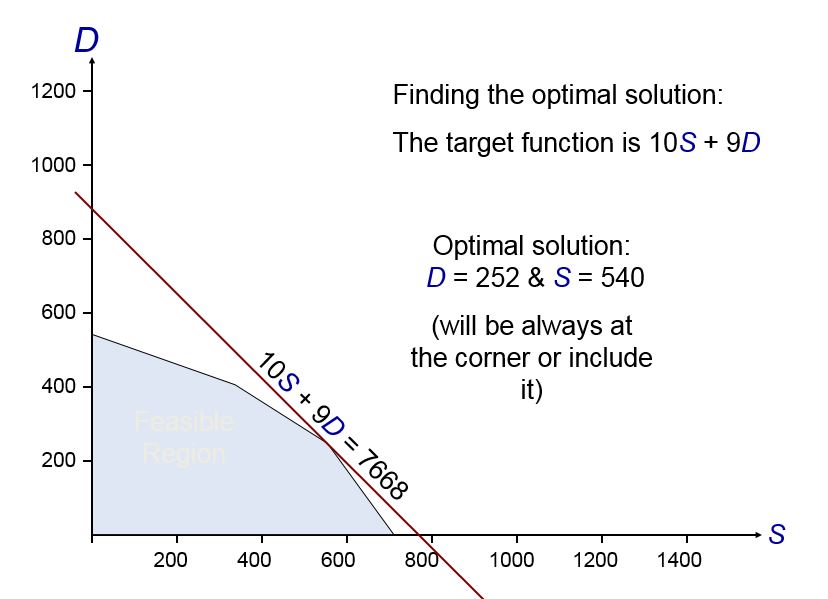 D
1200
1000
800
600
400
200
Finding the optimal solution:
The target function is 10S + 9D
Optimal solution:
D = 252 & S = 540
(will be always at
the corner or include
it)
10S + 9D = 7668
Feasible
Region
S
200
400
600
800
1000
1200
1400